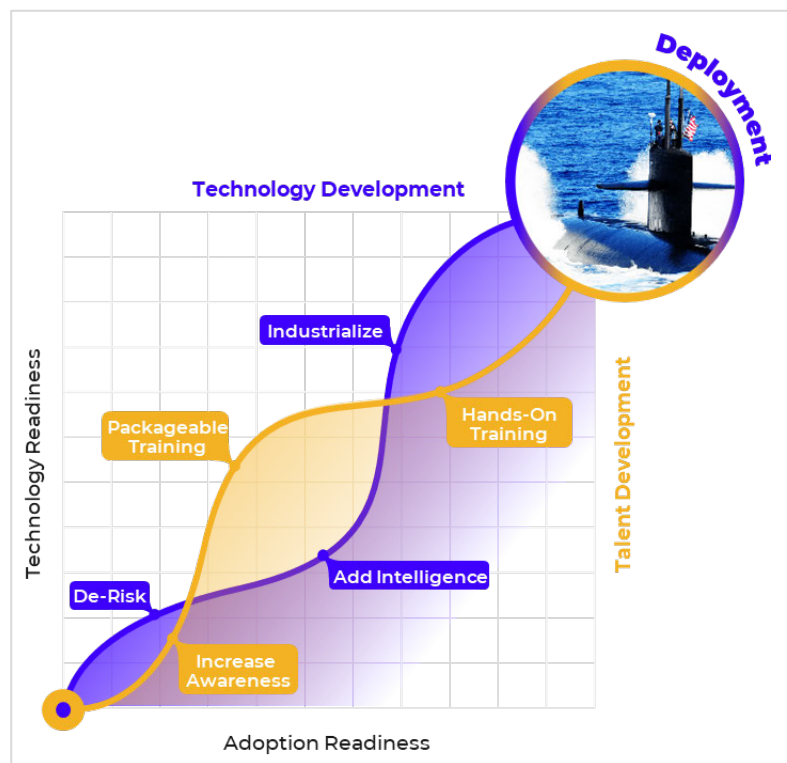 Deployment
Technology Development
Industrialize
Packageable
Training
Hands-On
Training
Technology Readiness
Talent Development
De-Risk
Add Intelligence
Increase
Awareness
Adoption Readiness